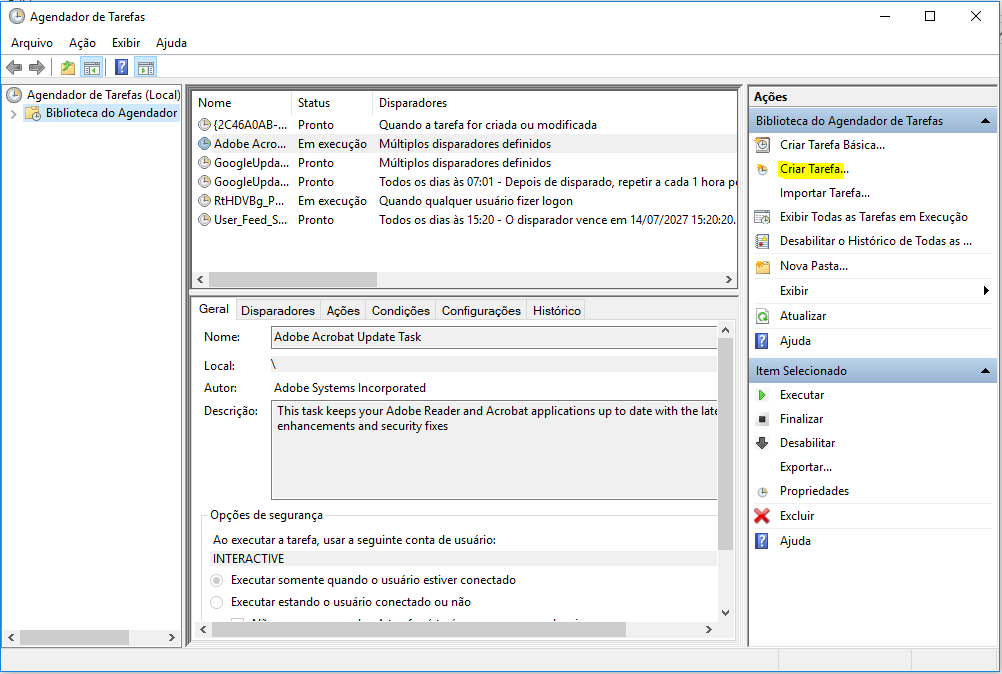 Agendador de Tarefas
Arquivo Ação Exibir Ajuda
Agendador de Tarefas (Local)
Biblioteca do Agendador
Nome Status Disparadores
{2C46A0AB-... Pronto Quando a tarefa for criada ou modificada
Adobe Acro... Em execução Múltiplos disparadores definidos
GoogleUpda... Pronto Múltiplos disparadores definidos
GoogleUpda... Pronto Todos os dias às 07:01 - Depois de disparado, repetir a cada 1 hora
RtHDVBg_P... Em execução Quando qualquer usuário fizer logon
User_Feed_S... Pronto Todos os dias às 15:20 - O disparador vence em 14/07/2027 15:20:20.
Geral Disparadores Ações Condições Configurações Histórico
Nome: Adobe Acrobat Update Task
Local: \
Autor: Adobe Systems Incorporated
Descrição: This task keeps your Adobe Reader and Acrobat applications up to date with the
enhancements and security fixes
Opções de segurança
Ao executar a tarefa, usar a seguinte conta de usuário:
INTERACTIVE
Executar somente quando o usuário estiver conectado
Executar estando o usuário conectado ou não
Ações
Biblioteca do Agendador de Tarefas
Criar Tarefa Básica...
Criar Tarefa...
Importar Tarefa...
Exibir Todas as Tarefas em Execução
Desabilitar o Histórico de Todas as ...
Nova Pasta...
Exibir
Atualizar
Ajuda
Item Selecionado
Executar
Finalizar
Desabilitar
Exportar...
Propriedades
Excluir
Ajuda